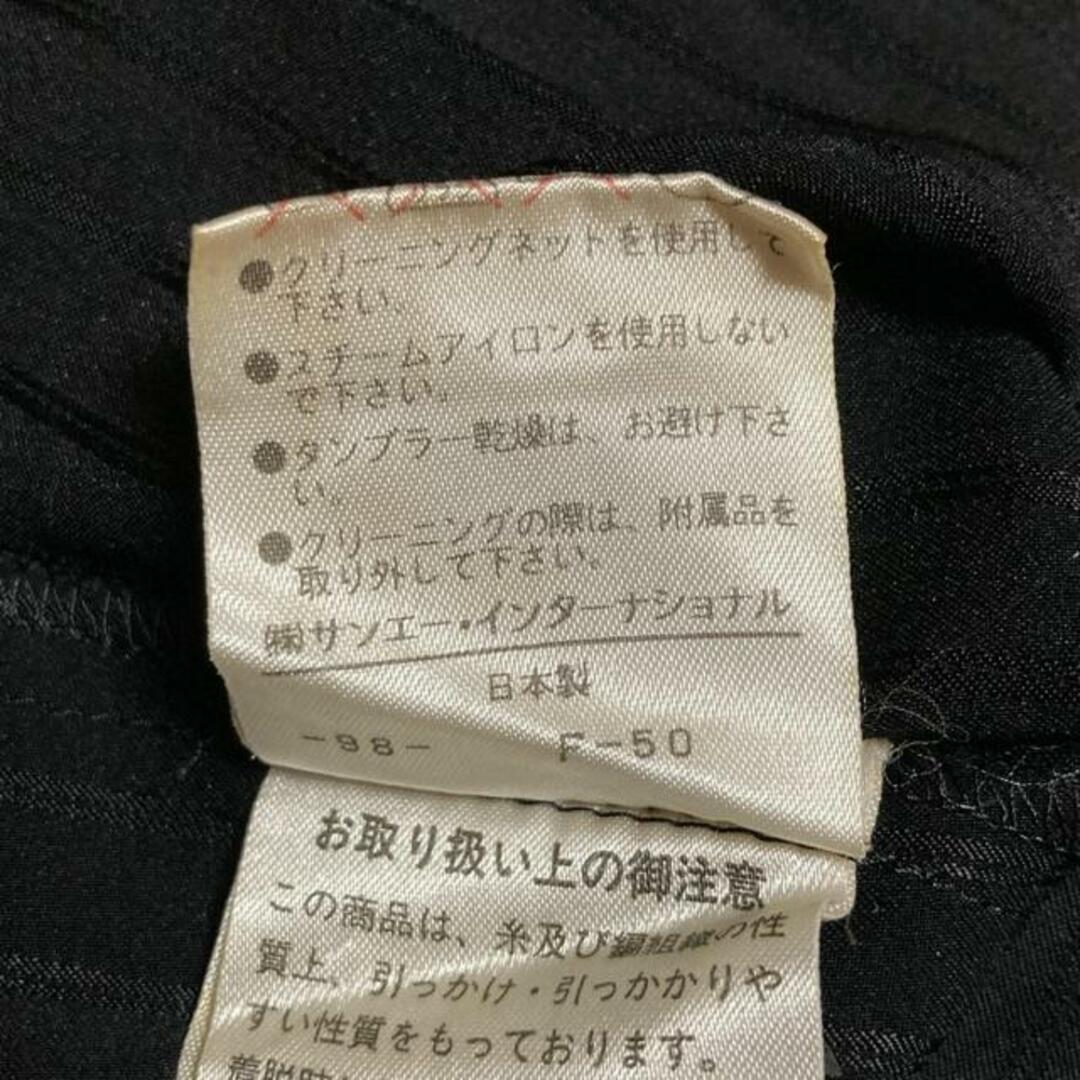 ●クリーニングネットを使用して
下さい。
●スチームアイロンを使用しない
で下さい。
●タンブラー乾燥は、お避け下さ
い。
●クリーニングの際は、附属品を
取り外して下さい。
㈱サンエー・インターナショナル
日本製
-98- F-50
お取り扱い上の御注意
この商品は、糸及び編組織の性
質上、引っかけ・引っかかりや
すい性質をもっております。
着脱時